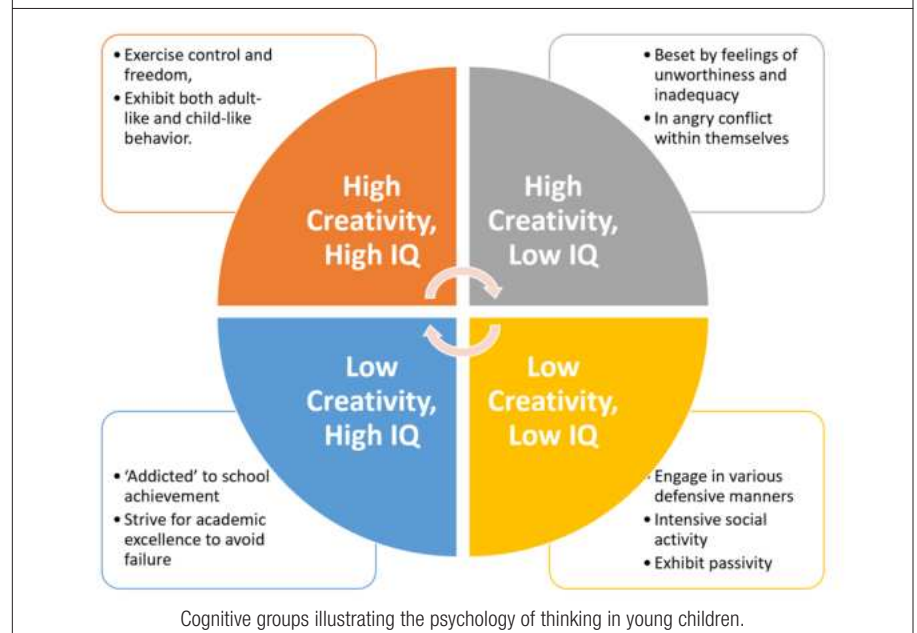 • Exercise control and
freedom,
• Exhibit both adult-
like and child-like
behavior.
• Beset by feelings of
unworthiness and
inadequacy
• In angry conflict
within themselves
High
Creativity,
High IQ
High
Creativity,
Low IQ
Low
Creativity,
High IQ
Low
Creativity,
Low IQ
• 'Addicted' to school
achievement
• Strive for academic
excellence to avoid
failure
• Engage in various
defensive manners
• Intensive social
activity
• Exhibit passivity
Cognitive groups illustrating the psychology of thinking in young children.